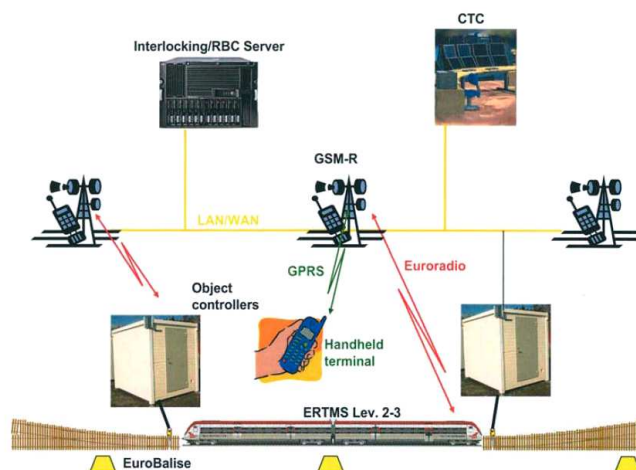 CTC
Interlocking/RBC Server
GSM-R
LAN/WAN
GPRS
Euroradio
Object
controllers
Handheld
terminal
ERTMS Lev. 2-3
EuroBalise